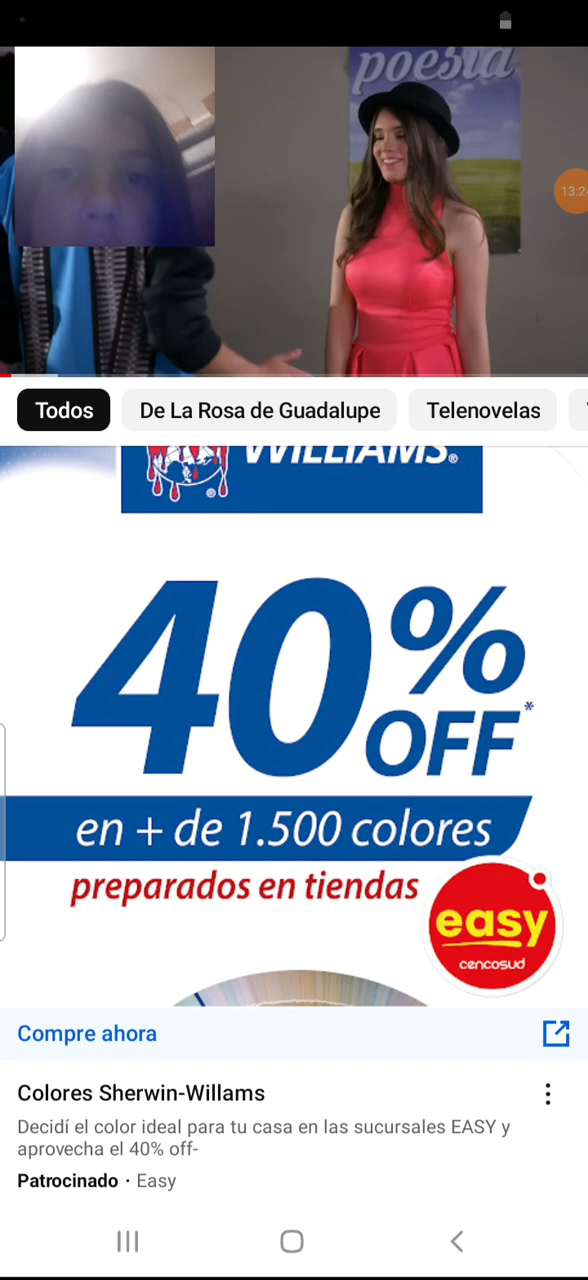 poesía
13:24
Todos
De La Rosa de Guadalupe
Telenovelas
WILLIAMS®
®
40% OFF*
en + de 1.500 colores
preparados en tiendas
easy
cencosud
Compre ahora
Colores Sherwin-Willams
Decidí el color ideal para tu casa en las sucursales EASY y
aprovecha el 40% off-
Patrocinado · Easy